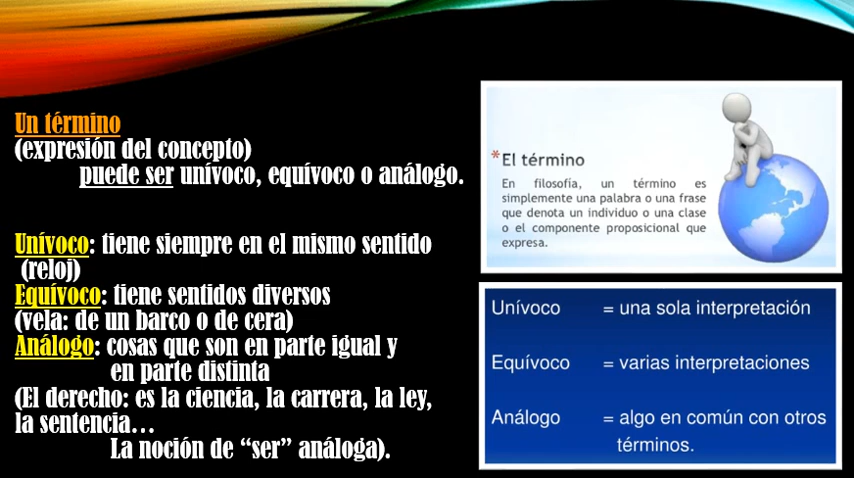 Un término
(expresión del concepto)
puede ser unívoco, equívoco o análogo.
Unívoco: tiene siempre en el mismo sentido
(reloj)
Equívoco: tiene sentidos diversos
(vela: de un barco o de cera)
Análogo: cosas que son en parte igual y
en parte distinta
(El derecho: es la ciencia, la carrera, la ley,
la sentencia...
La noción de “ser” análoga).
*El término
En filosofía, un término es
simplemente una palabra o una frase
que denota un individuo o una clase
o el componente proposicional que
expresa.
Unívoco = una sola interpretación
Equívoco = varias interpretaciones
Análogo = algo en común con otros
términos.